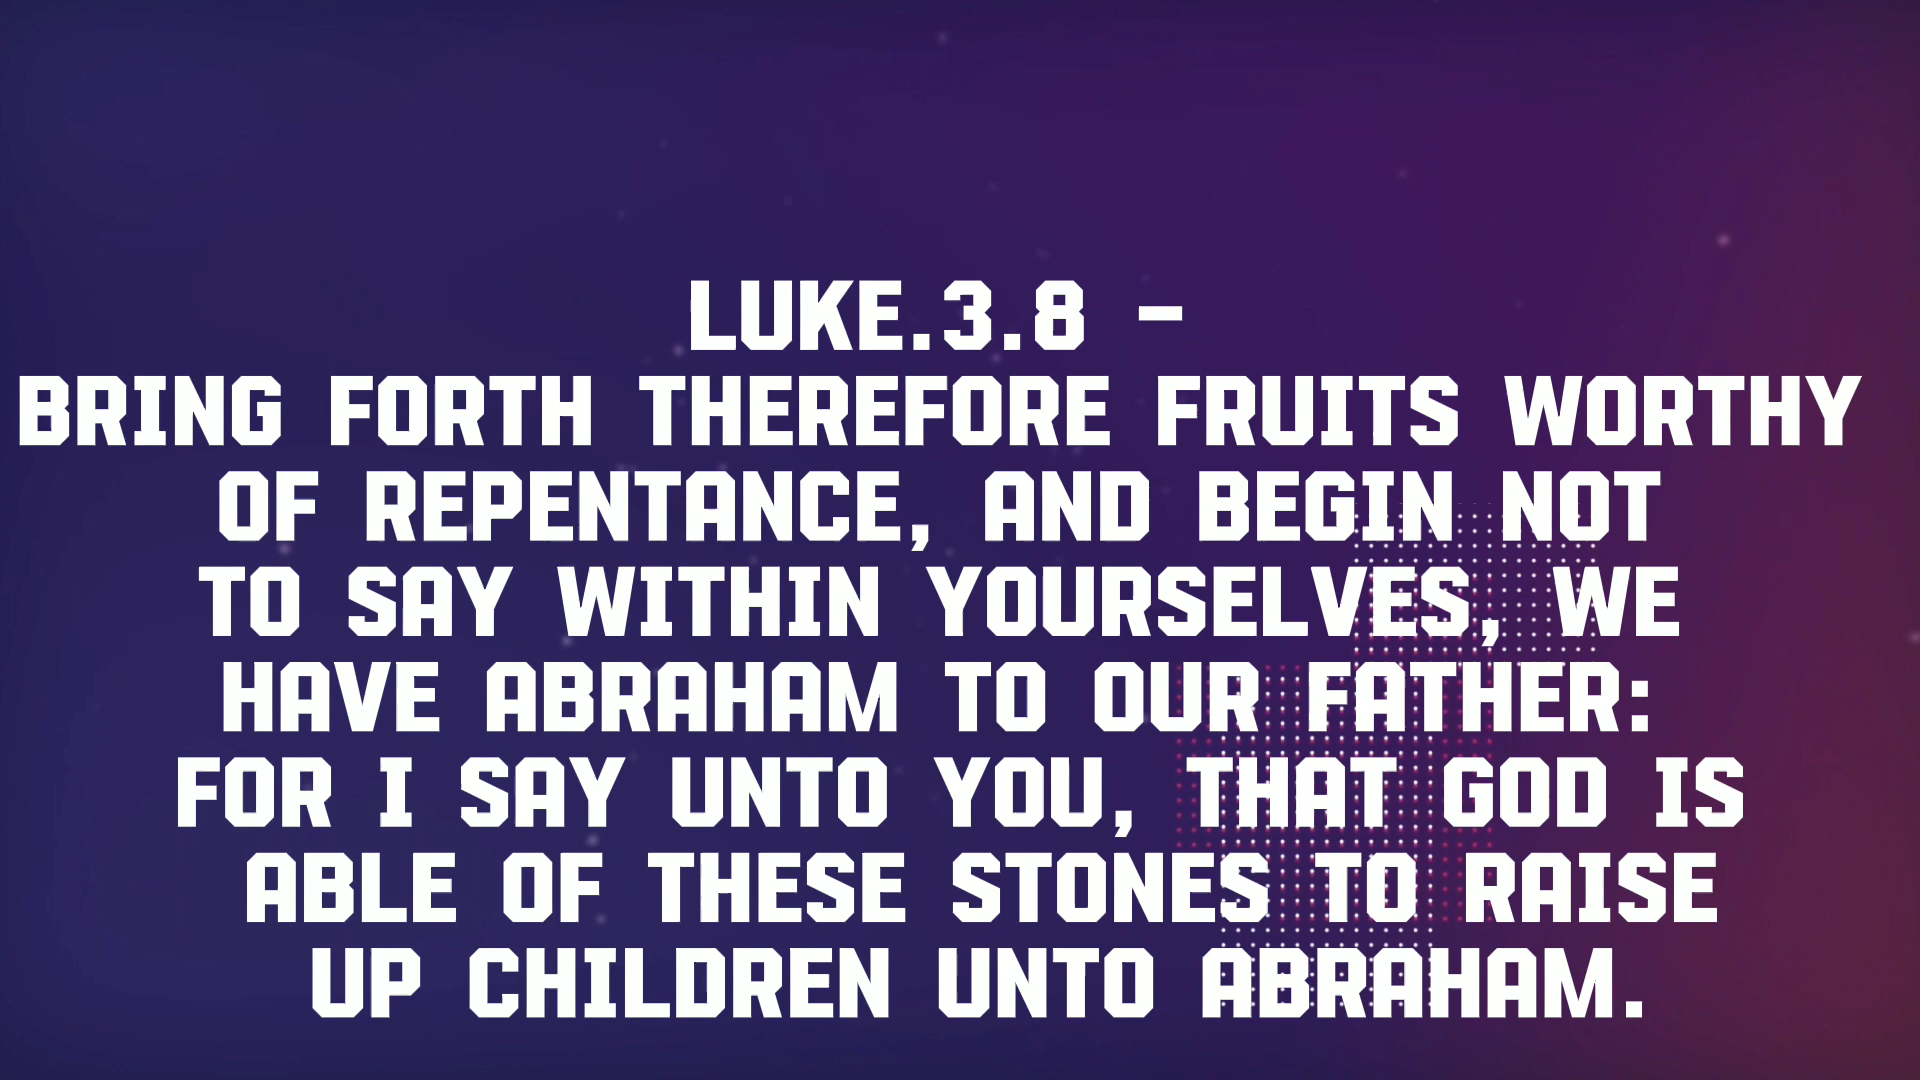 LUKE.3.8 –
BRING FORTH THEREFORE FRUITS WORTHY
OF REPENTANCE, AND BEGIN NOT
TO SAY WITHIN YOURSELVES, WE
HAVE ABRAHAM TO OUR FATHER:
FOR I SAY UNTO YOU, THAT GOD IS
ABLE OF THESE STONES TO RAISE
UP CHILDREN UNTO ABRAHAM.